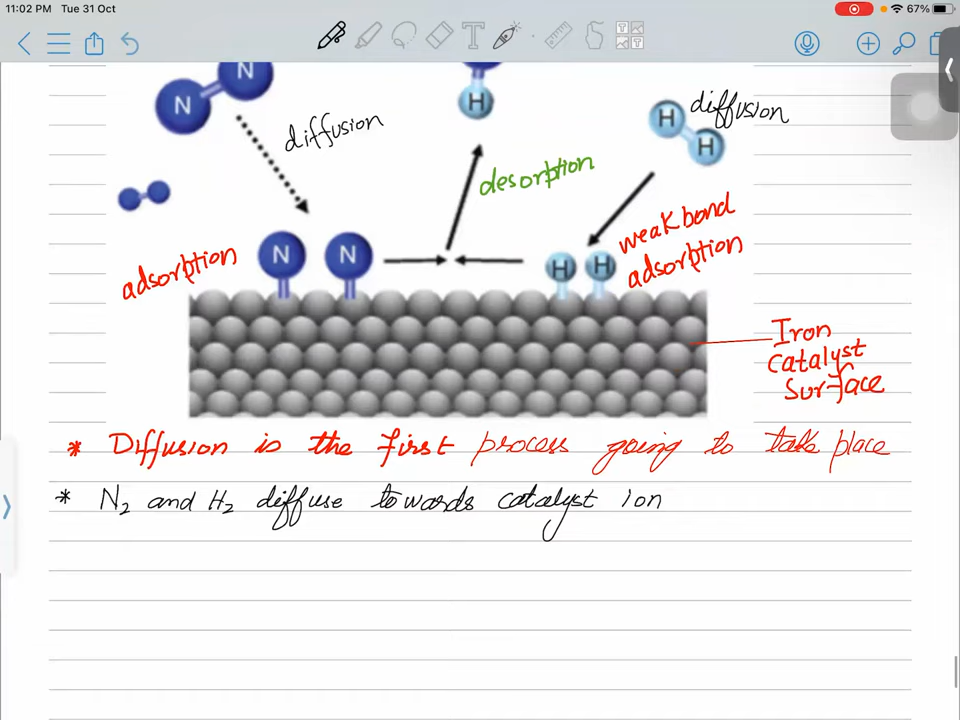 11:02 PM Tue 31 Oct
67%
N
N
H
H
H
diffusion
diffusion
desorption
weak bond
adsorption
adsorption
N
N
H
H
Iron
catalyst
surface
* Diffusion is the first process going to take place
* N₂ and H₂ diffuse towards catalyst ion